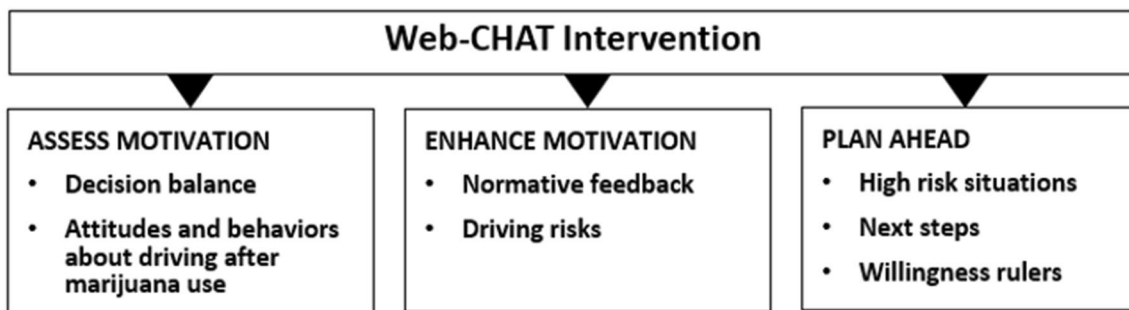 Web-CHAT Intervention
ASSESS MOTIVATION
• Decision balance
• Attitudes and behaviors
about driving after
marijuana use
ENHANCE MOTIVATION
• Normative feedback
• Driving risks
PLAN AHEAD
• High risk situations
• Next steps
• Willingness rulers